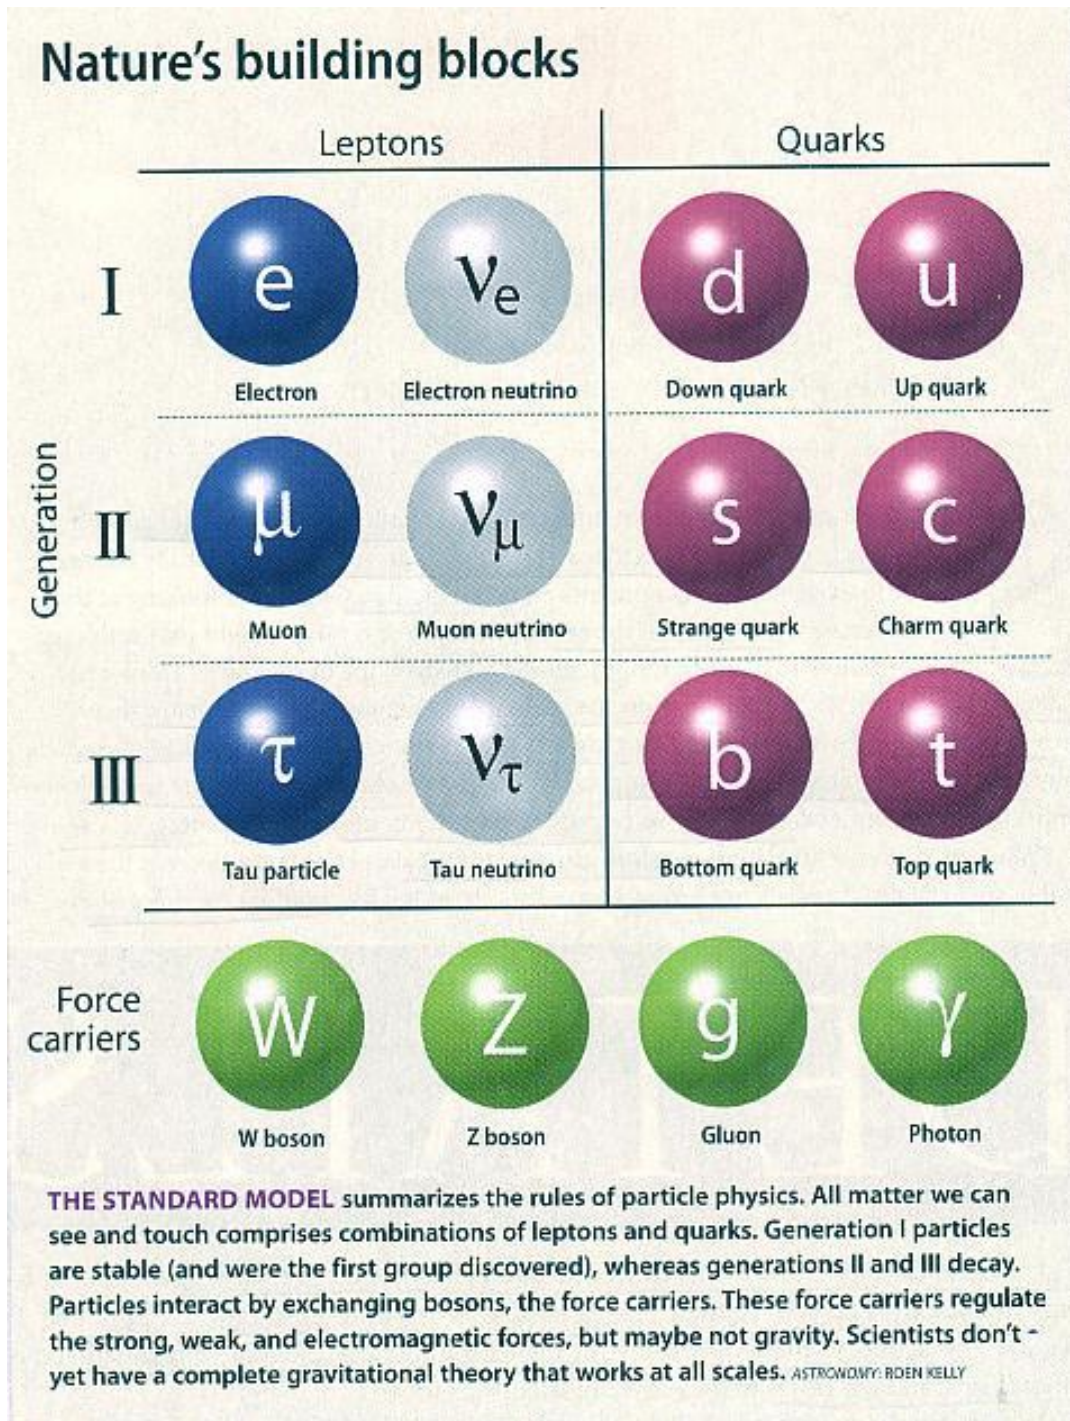 Nature's building blocks
Leptons
Quarks
Generation
I
e
νe
d
u
Electron
Electron neutrino
Down quark
Up quark
II
μ
νμ
s
c
Muon
Muon neutrino
Strange quark
Charm quark
III
τ
ντ
b
t
Tau particle
Tau neutrino
Bottom quark
Top quark
Force
carriers
W
Z
g
γ
W boson
Z boson
Gluon
Photon
THE STANDARD MODEL summarizes the rules of particle physics. All matter we can
see and touch comprises combinations of leptons and quarks. Generation I particles
are stable (and were the first group discovered), whereas generations II and III decay.
Particles interact by exchanging bosons, the force carriers. These force carriers regulate
the strong, weak, and electromagnetic forces, but maybe not gravity. Scientists don't
yet have a complete gravitational theory that works at all scales. ASTRONOMY: ROEN KELLY